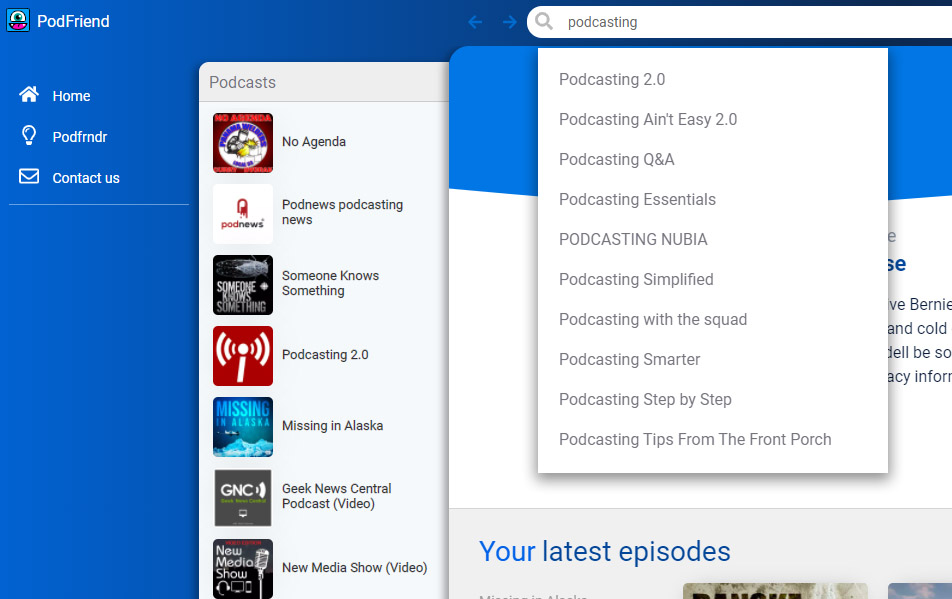 PodFriend
podcasting
Home
Podfrndr
Contact us
Podcasts
NO AGENDA
No Agenda
podnews
Podnews podcasting
news
SOMEONE
KNOWS
SOMETHING
Someone Knows
Something
Podcasting 2.0
MISSING
IN ALASKA
Missing in Alaska
GNC
Geek News Central
Geek News Central
Podcast (Video)
New
Media
Show
New Media Show (Video)
Podcasting 2.0
Podcasting Ain't Easy 2.0
Podcasting Q&A
Podcasting Essentials
PODCASTING NUBIA
Podcasting Simplified
Podcasting with the squad
Podcasting Smarter
Podcasting Step by Step
Podcasting Tips From The Front Porch
e
se
ve Bernie
and cold
dell be so
acy inform
Your latest episodes
Missing in Alaska